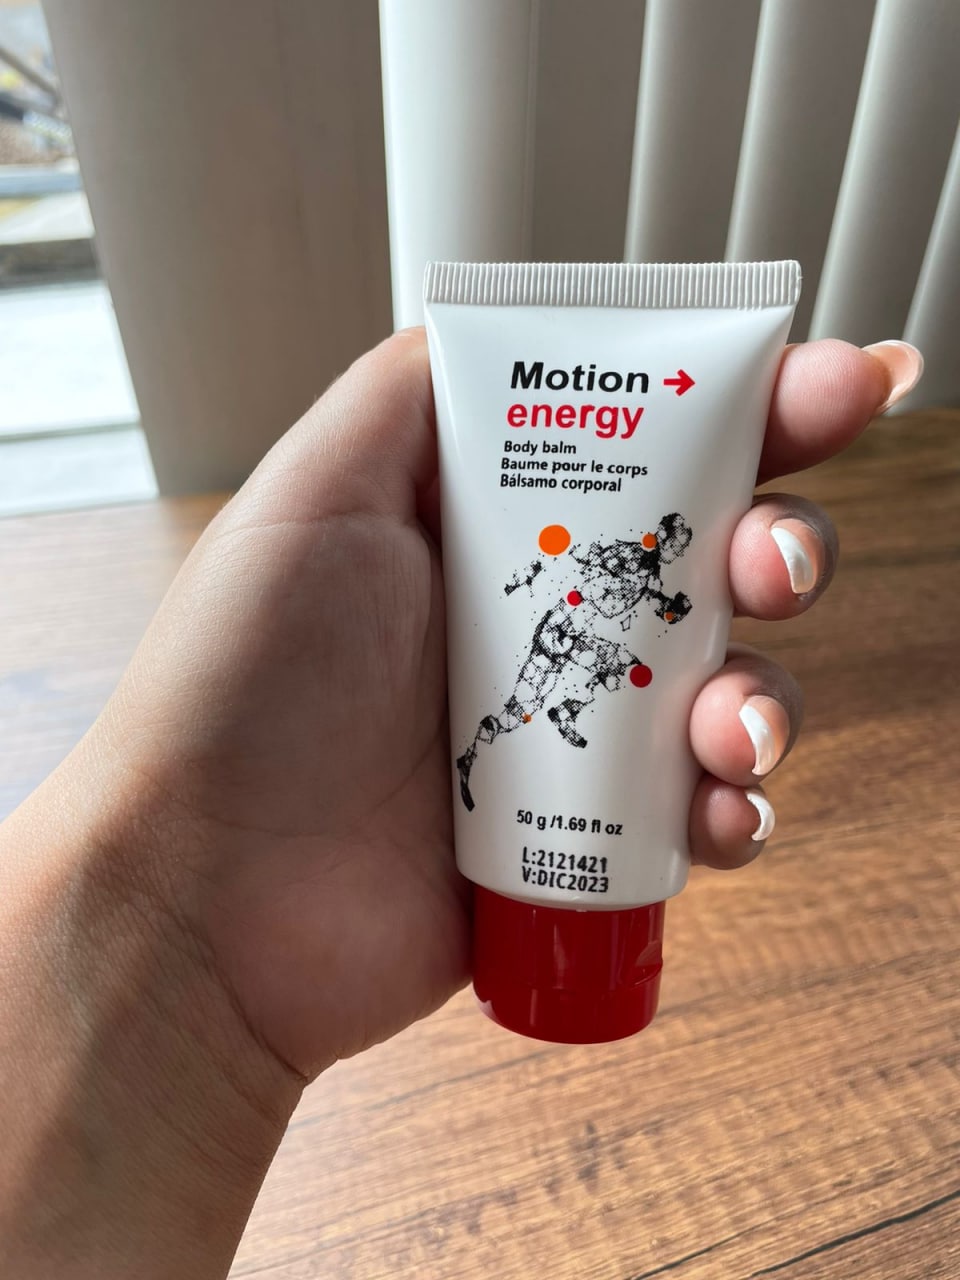 Motion →
energy
Body balm
Baume pour le corps
Bálsamo corporal
50 g /1.69 fl oz
L:2121421
V:DIC2023